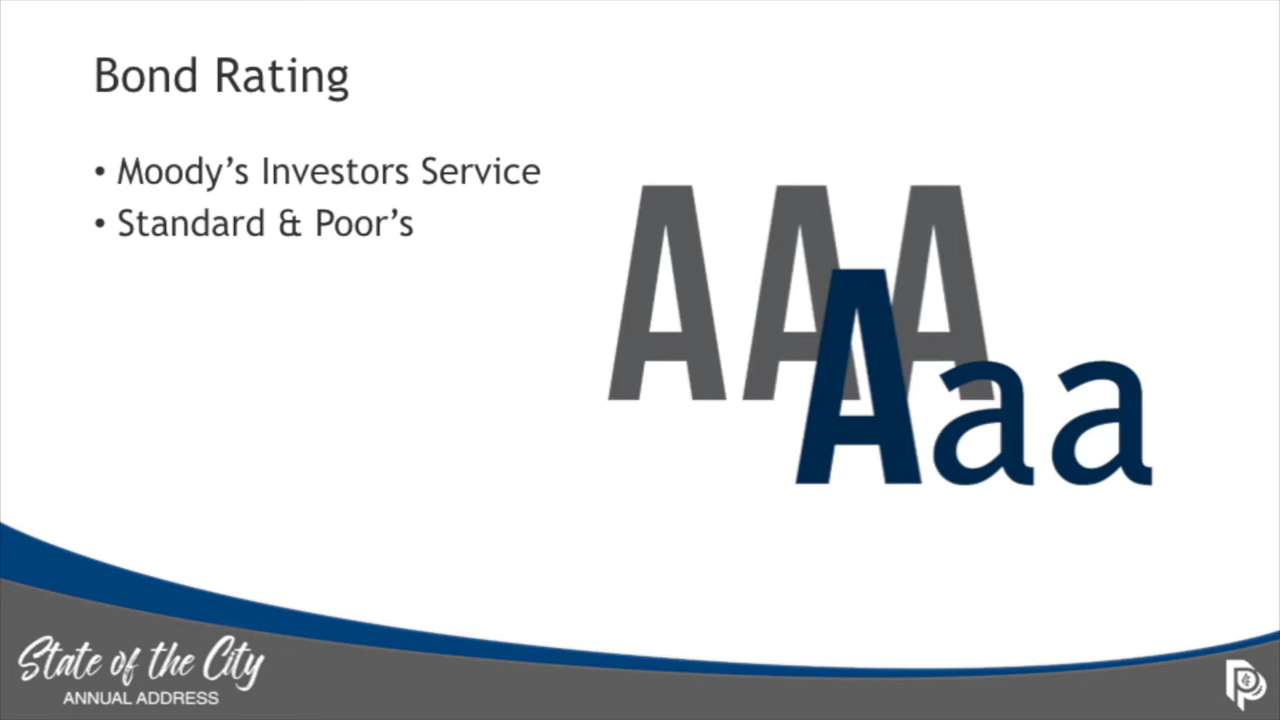 Bond Rating
• Moody's Investors Service
• Standard & Poor's
AAA
Aaa
State of the City
ANNUAL ADDRESS